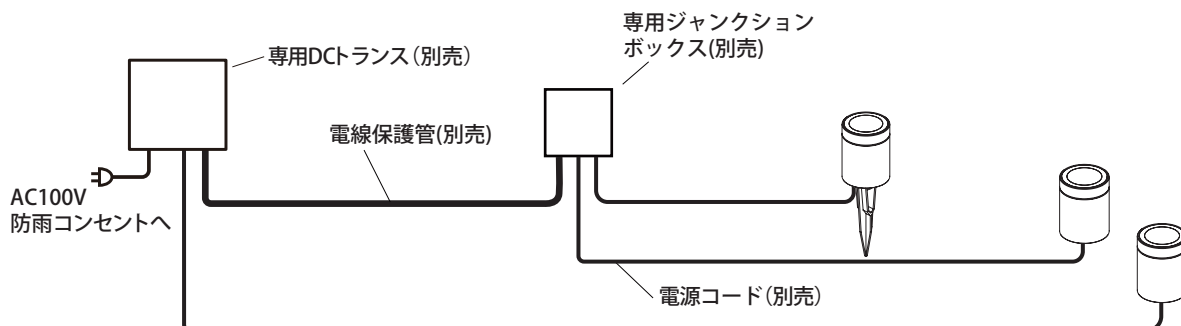 専用ジャンクション
ボックス(別売)
専用DCトランス(別売)
電線保護管(別売)
AC100V
防雨コンセントへ
電源コード(別売)